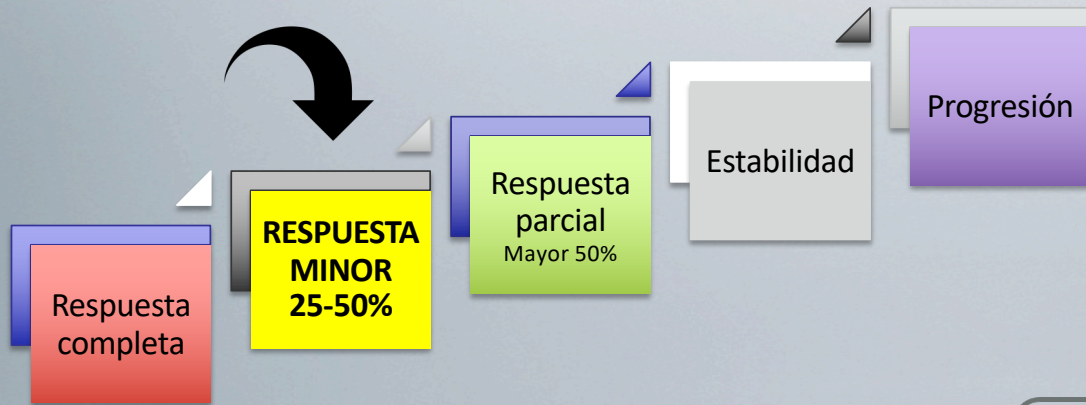 Respuesta
completa
RESPUESTA
MINOR
25-50%
Respuesta
parcial
Mayor 50%
Estabilidad
Progresión